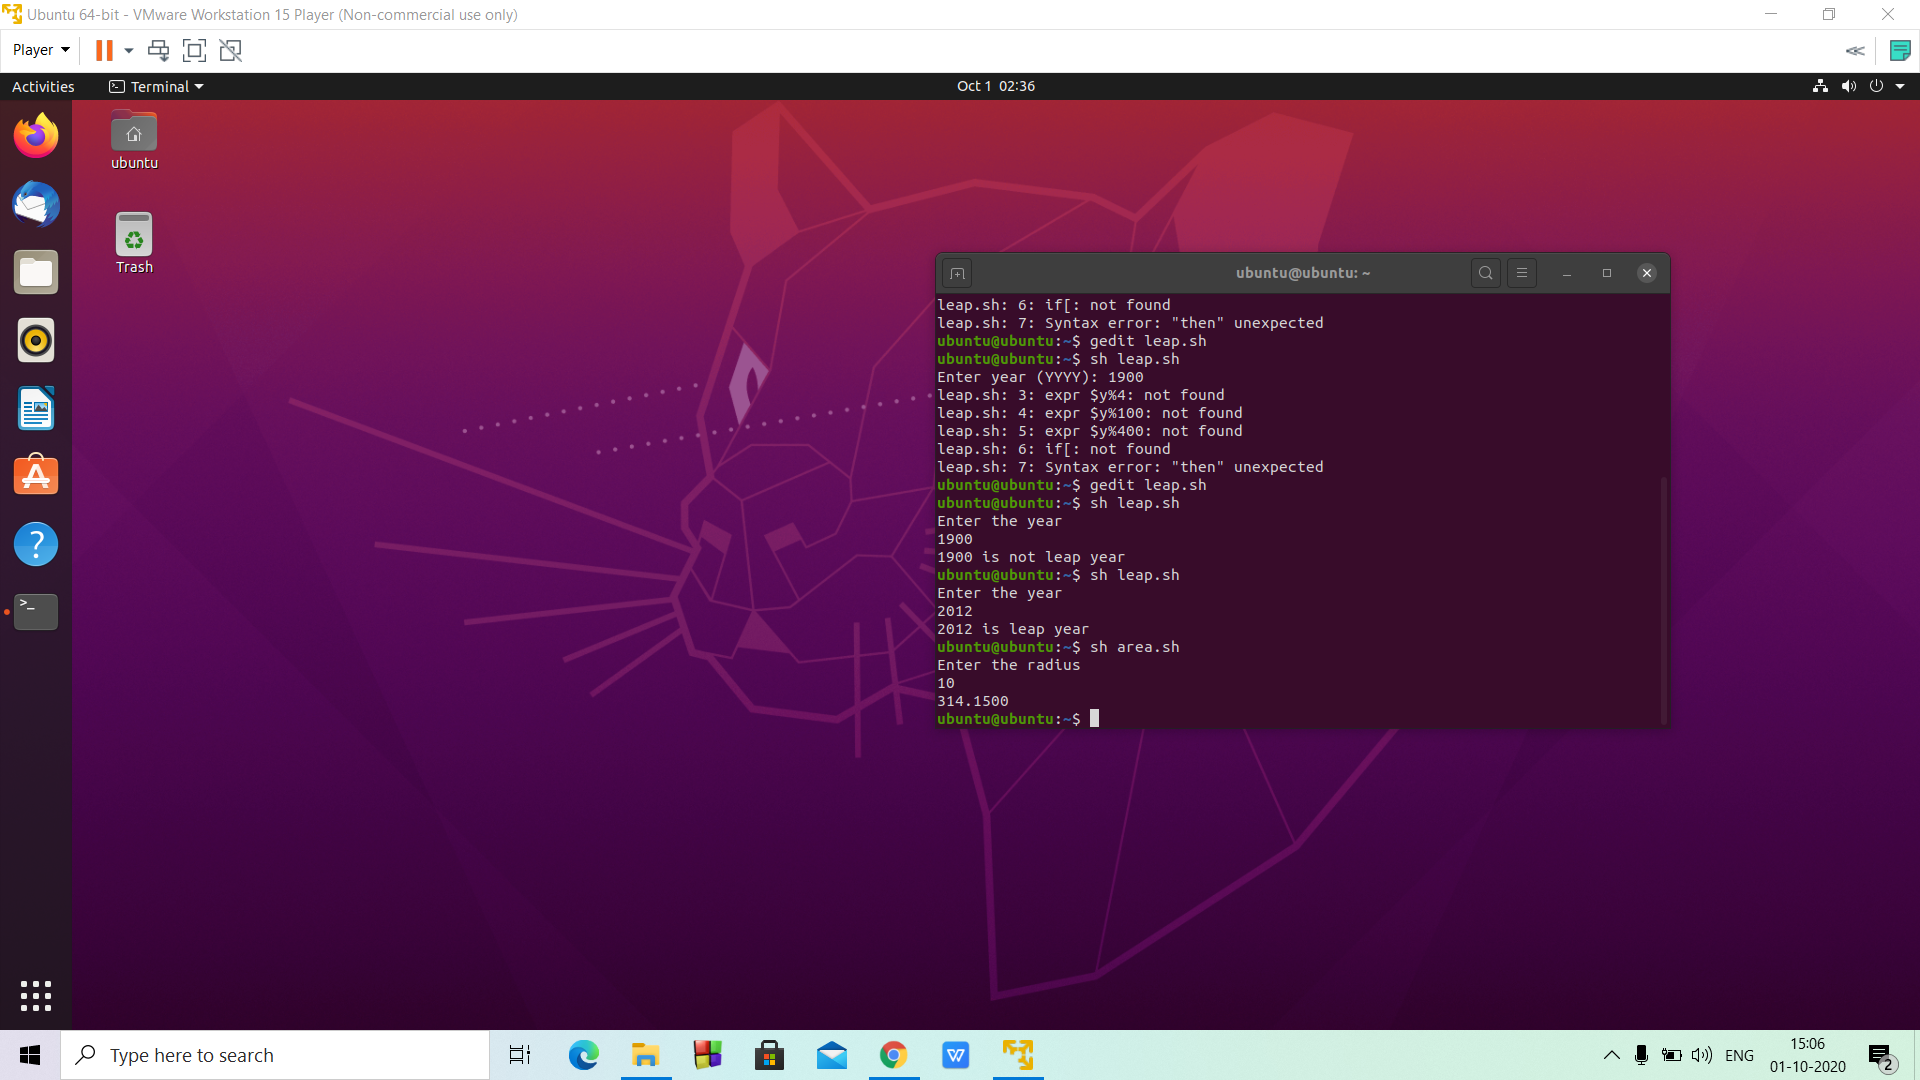 Ubuntu 64-bit - VMware Workstation 15 Player (Non-commercial use only)
Player
Activities
Terminal
Oct 1 02:36
ubuntu
Trash
ubuntu@ubuntu: ~
leap.sh: 6: if[: not found
leap.sh: 7: Syntax error: "then" unexpected
ubuntu@ubuntu:~$ gedit leap.sh
ubuntu@ubuntu:~$ sh leap.sh
Enter year (YYYY): 1900
leap.sh: 3: expr $y%4: not found
leap.sh: 4: expr $y%100: not found
leap.sh: 5: expr $y%400: not found
leap.sh: 6: if[: not found
leap.sh: 7: Syntax error: "then" unexpected
ubuntu@ubuntu:~$ gedit leap.sh
ubuntu@ubuntu:~$ sh leap.sh
Enter the year
1900
1900 is not leap year
ubuntu@ubuntu:~$ sh leap.sh
Enter the year
2012
2012 is leap year
ubuntu@ubuntu:~$ sh area.sh
Enter the radius
10
314.1500
ubuntu@ubuntu:~$
Type here to search
ENG
15:06
01-10-2020
2